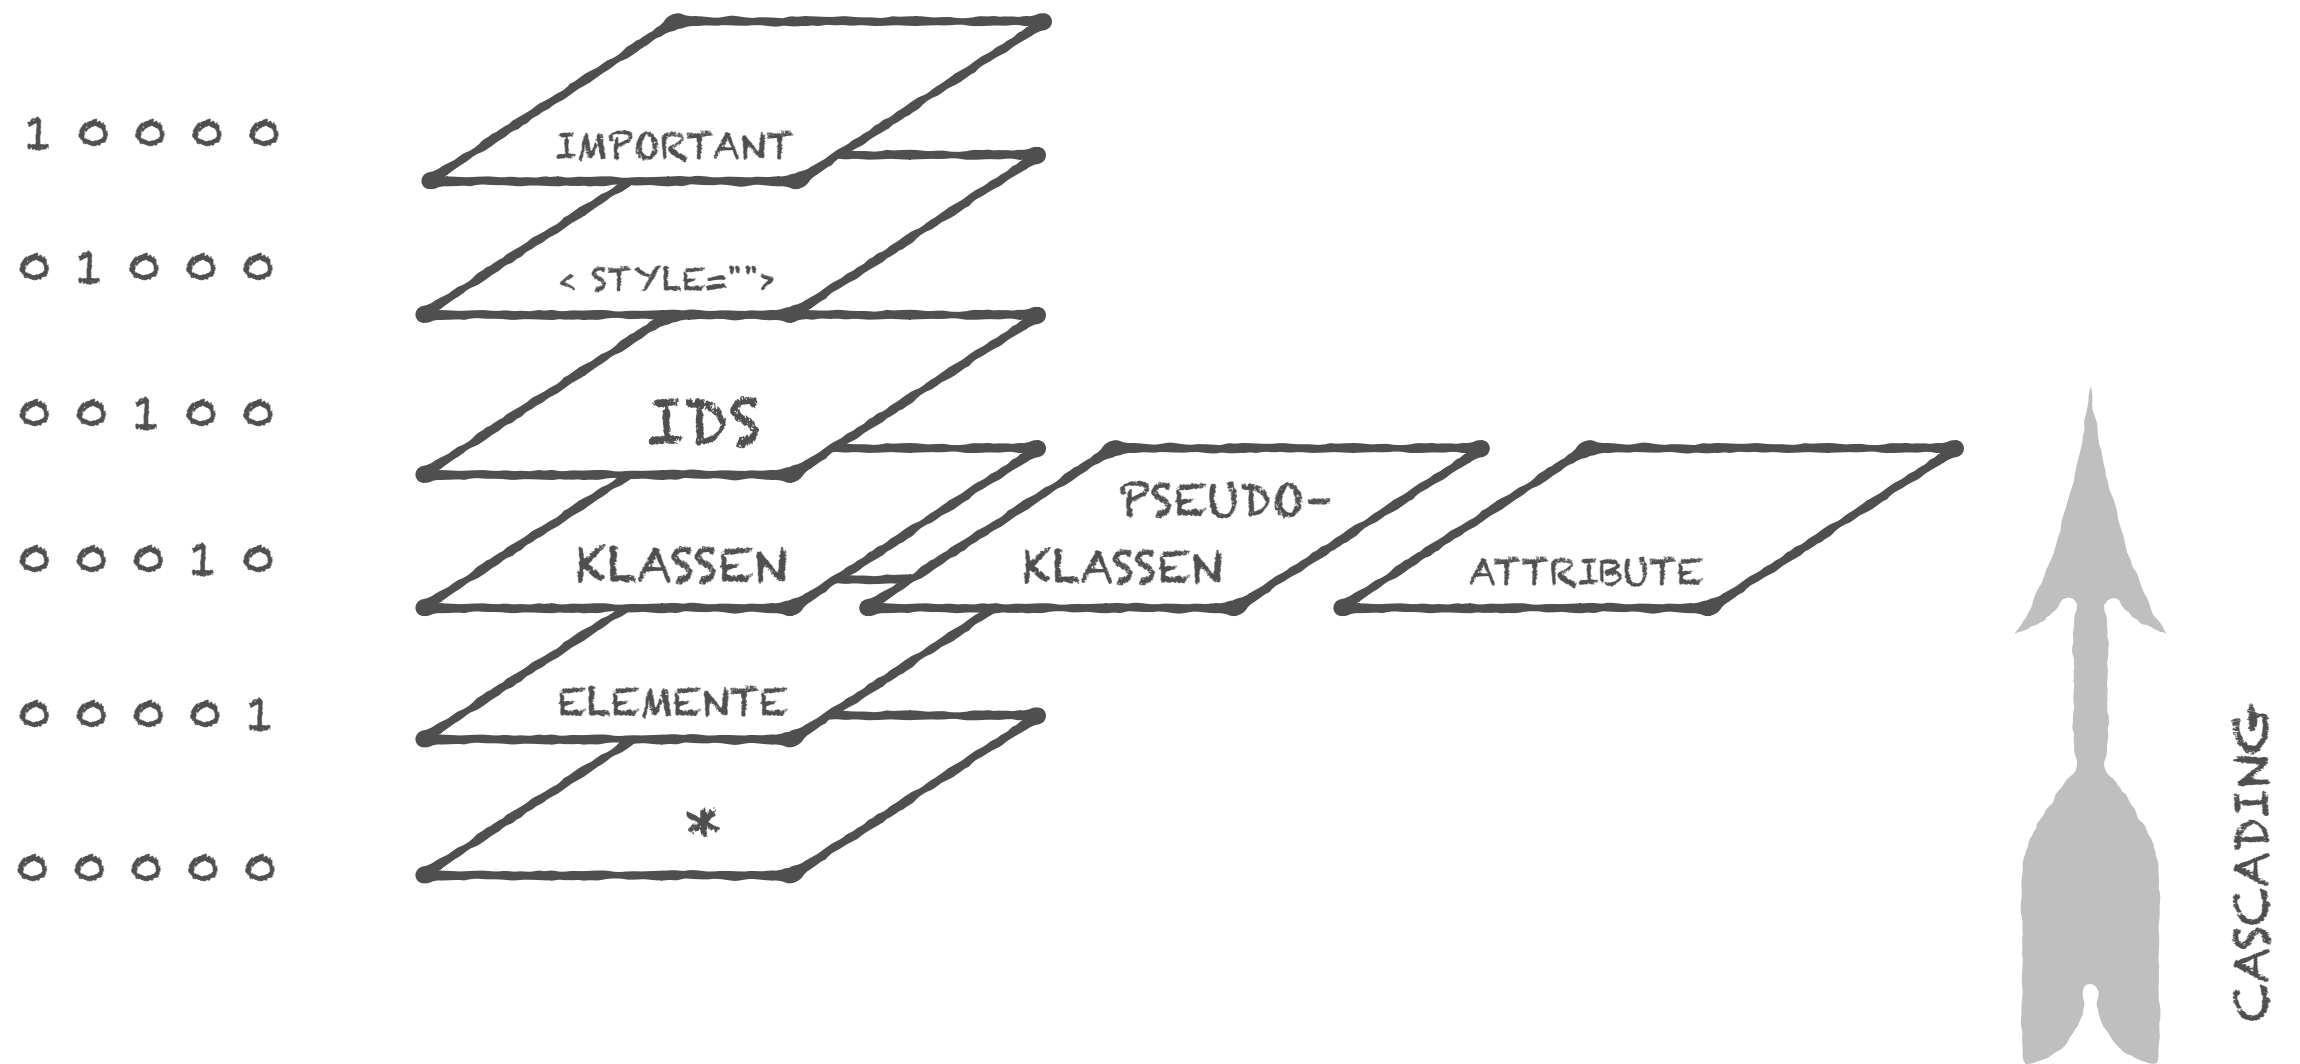 1 0 0 0 0
IMPORTANT
0 1 0 0 0
< STYLE="">
0 0 1 0 0
IDS
0 0 0 1 0
KLASSEN
PSEUDO-
KLASSEN
ATTRIBUTE
0 0 0 0 1
ELEMENTE
0 0 0 0 0
*
CASCADING